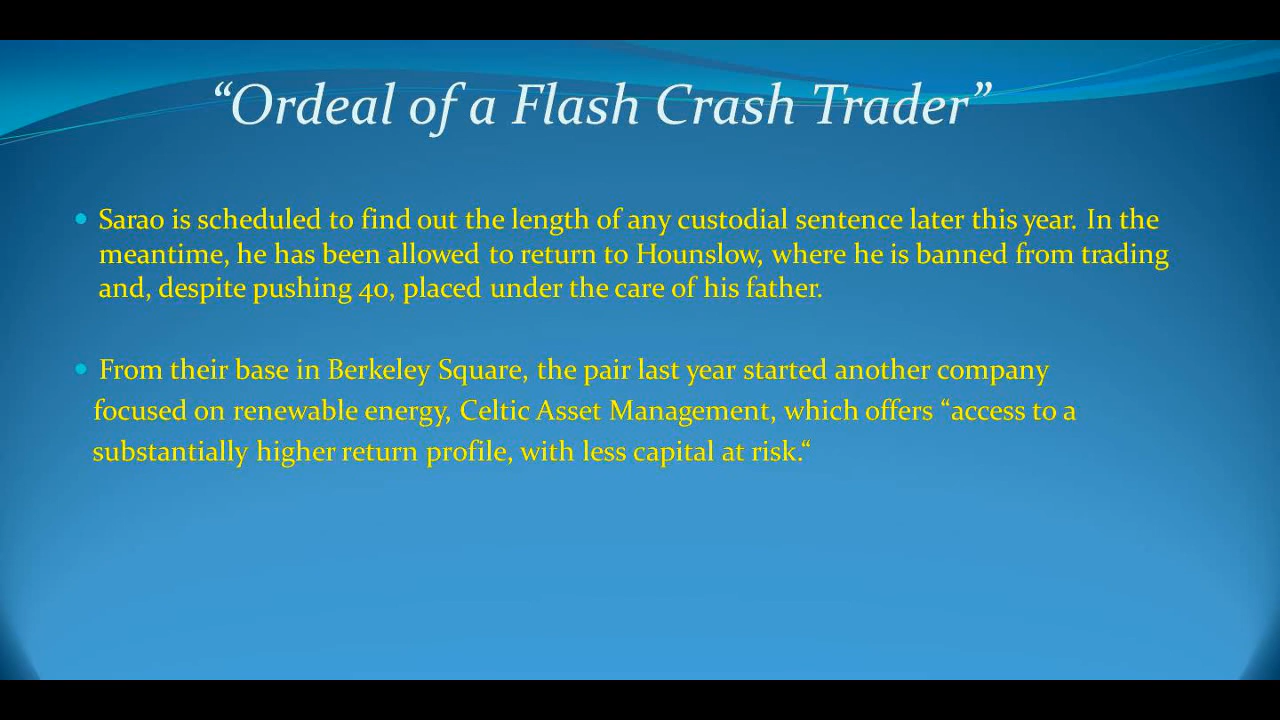 “Ordeal of a Flash Crash Trader”
• Sarao is scheduled to find out the length of any custodial sentence later this year. In the
meantime, he has been allowed to return to Hounslow, where he is banned from trading
and, despite pushing 40, placed under the care of his father.
• From their base in Berkeley Square, the pair last year started another company
focused on renewable energy, Celtic Asset Management, which offers “access to a
substantially higher return profile, with less capital at risk.“